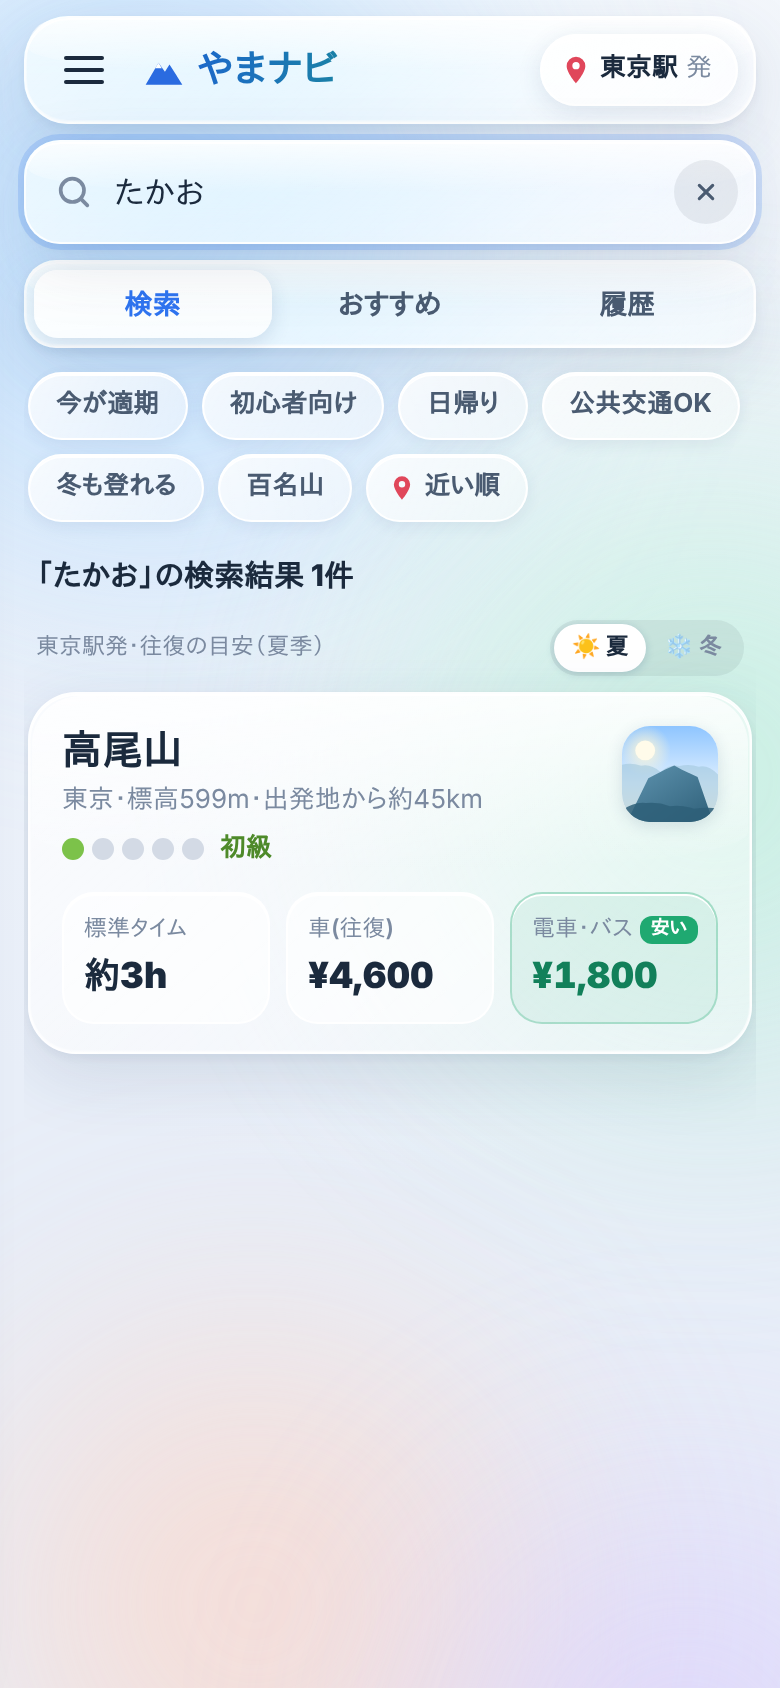 やまナビ
東京駅 発
たかお
検索 おすすめ 履歴
今が適期 初心者向け 日帰り 公共交通OK
冬も登れる 百名山 近い順
「たかお」の検索結果 1件
東京駅発·往復の目安(夏季) ☀️ 夏 ❄️ 冬
高尾山
東京·標高599m·出発地から約45km
初級
標準タイム 車(往復) 電車·バス 安い
約3h ¥4,600 ¥1,800